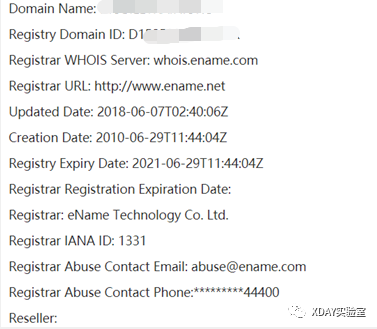 Domain Name:
Registry Domain ID: D1
Registrar WHOIS Server: whois.ename.com
Registrar URL: http://www.ename.net
Updated Date: 2018-06-07T02:40:06Z
Creation Date: 2010-06-29T11:44:04Z
Registry Expiry Date: 2021-06-29T11:44:04Z
Registrar Registration Expiration Date:
Registrar: eName Technology Co. Ltd.
Registrar IANA ID: 1331
Registrar Abuse Contact Email: abuse@ename.com
Registrar Abuse Contact Phone:*********44400
Reseller:
XDAY实验室